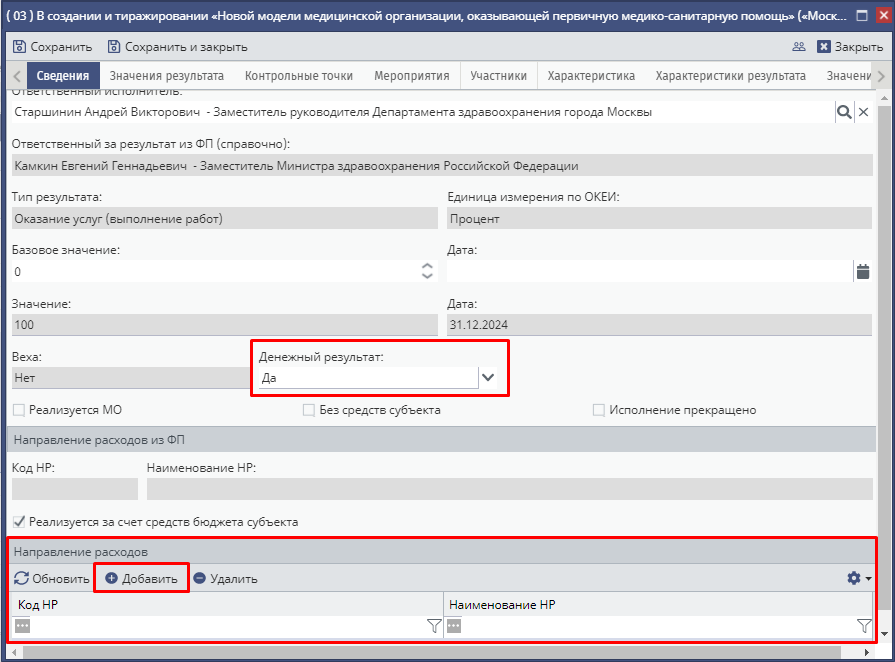 ( 03 ) В создании и тиражировании «Новой модели медицинской организации, оказывающей первичную медико-санитарную помощь» («Моск...
Сохранить Сохранить и закрыть Закрыть
Сведения Значения результата Контрольные точки Мероприятия Участники Характеристика Характеристики результата Значени
Ответственный исполнитель:
Старшинин Андрей Викторович - Заместитель руководителя Департамента здравоохранения города Москвы
Ответственный за результат из ФП (справочно):
Камкин Евгений Геннадьевич - Заместитель Министра здравоохранения Российской Федерации
Тип результата: Единица измерения по ОКЕИ:
Оказание услуг (выполнение работ) Процент
Базовое значение: Дата:
0
Значение: Дата:
100 31.12.2024
Веха: Денежный результат:
Нет Да
Реализуется МО Без средств субъекта Исполнение прекращено
Направление расходов из ФП
Код НР: Наименование НР:
Реализуется за счет средств бюджета субъекта
Направление расходов
Обновить Добавить Удалить
Код НР Наименование НР